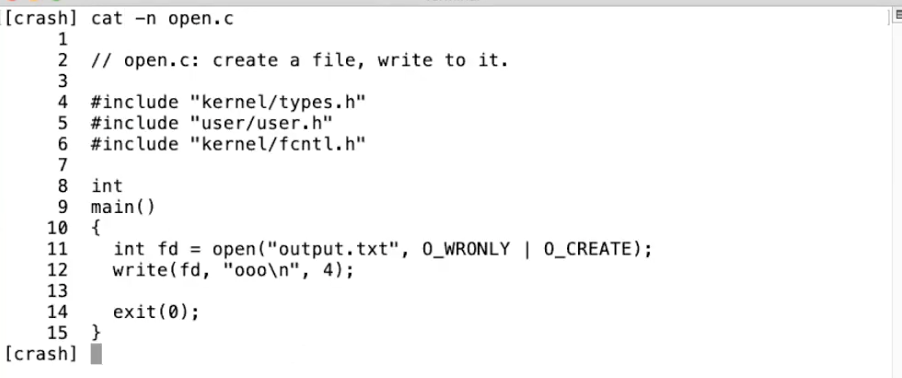 [crash] cat -n open.c
1
2 // open.c: create a file, write to it.
3
4 #include "kernel/types.h"
5 #include "user/user.h"
6 #include "kernel/fcntl.h"
7
8 int
9 main()
10 {
11   int fd = open("output.txt", O_WRONLY | O_CREATE);
12   write(fd, "ooo\n", 4);
13
14   exit(0);
15 }
[crash]